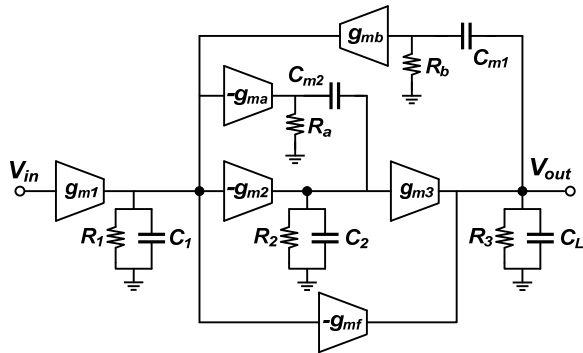 g_mb
R_b
C_m1
-g_ma
C_m2
R_a
V_in
g_m1
-g_m2
g_m3
V_out
R_1
C_1
R_2
C_2
R_3
C_L
-g_mf